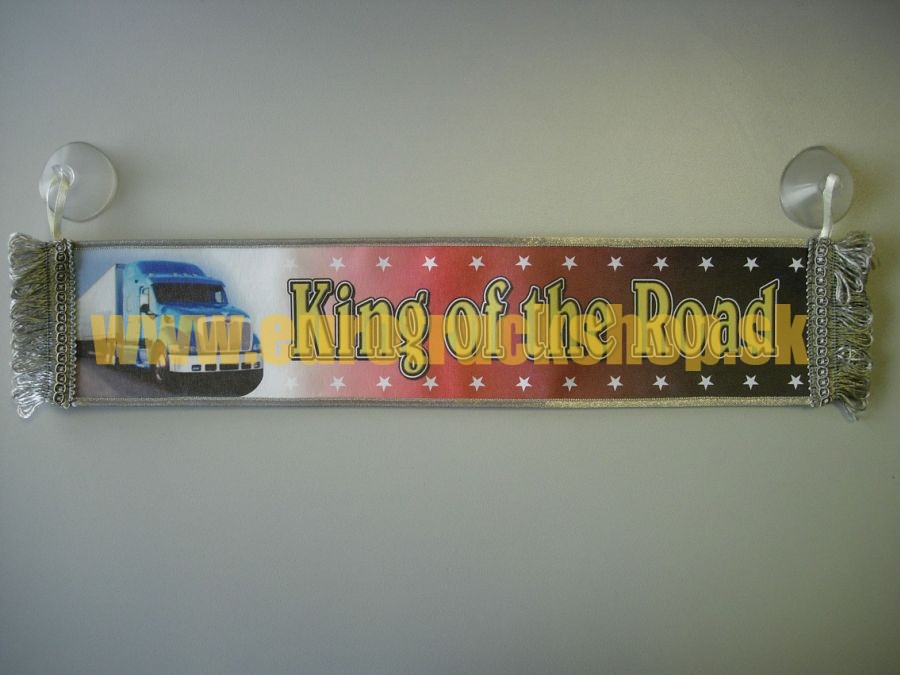 King of the Road